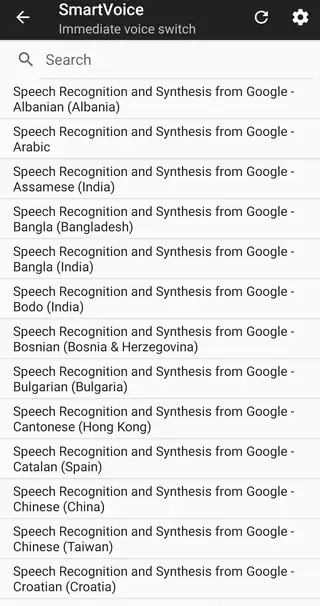 SmartVoice
Immediate voice switch
Search
Speech Recognition and Synthesis from Google -
Albanian (Albania)
Speech Recognition and Synthesis from Google -
Arabic
Speech Recognition and Synthesis from Google -
Assamese (India)
Speech Recognition and Synthesis from Google -
Bangla (Bangladesh)
Speech Recognition and Synthesis from Google -
Bangla (India)
Speech Recognition and Synthesis from Google -
Bodo (India)
Speech Recognition and Synthesis from Google -
Bosnian (Bosnia & Herzegovina)
Speech Recognition and Synthesis from Google -
Bulgarian (Bulgaria)
Speech Recognition and Synthesis from Google -
Cantonese (Hong Kong)
Speech Recognition and Synthesis from Google -
Catalan (Spain)
Speech Recognition and Synthesis from Google -
Chinese (China)
Speech Recognition and Synthesis from Google -
Chinese (Taiwan)
Speech Recognition and Synthesis from Google -
Croatian (Croatia)